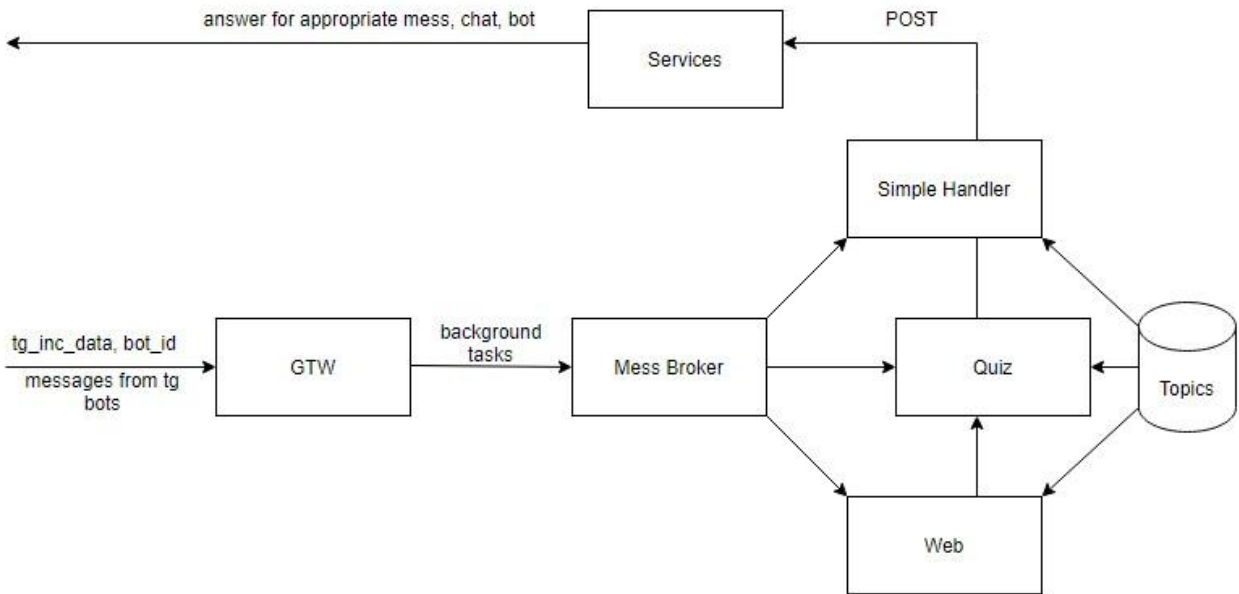 answer for appropriate mess, chat, bot
POST
Services
Simple Handler
tg_inc_data, bot_id
messages from tg
bots
GTW
background
tasks
Mess Broker
Quiz
Topics
Web